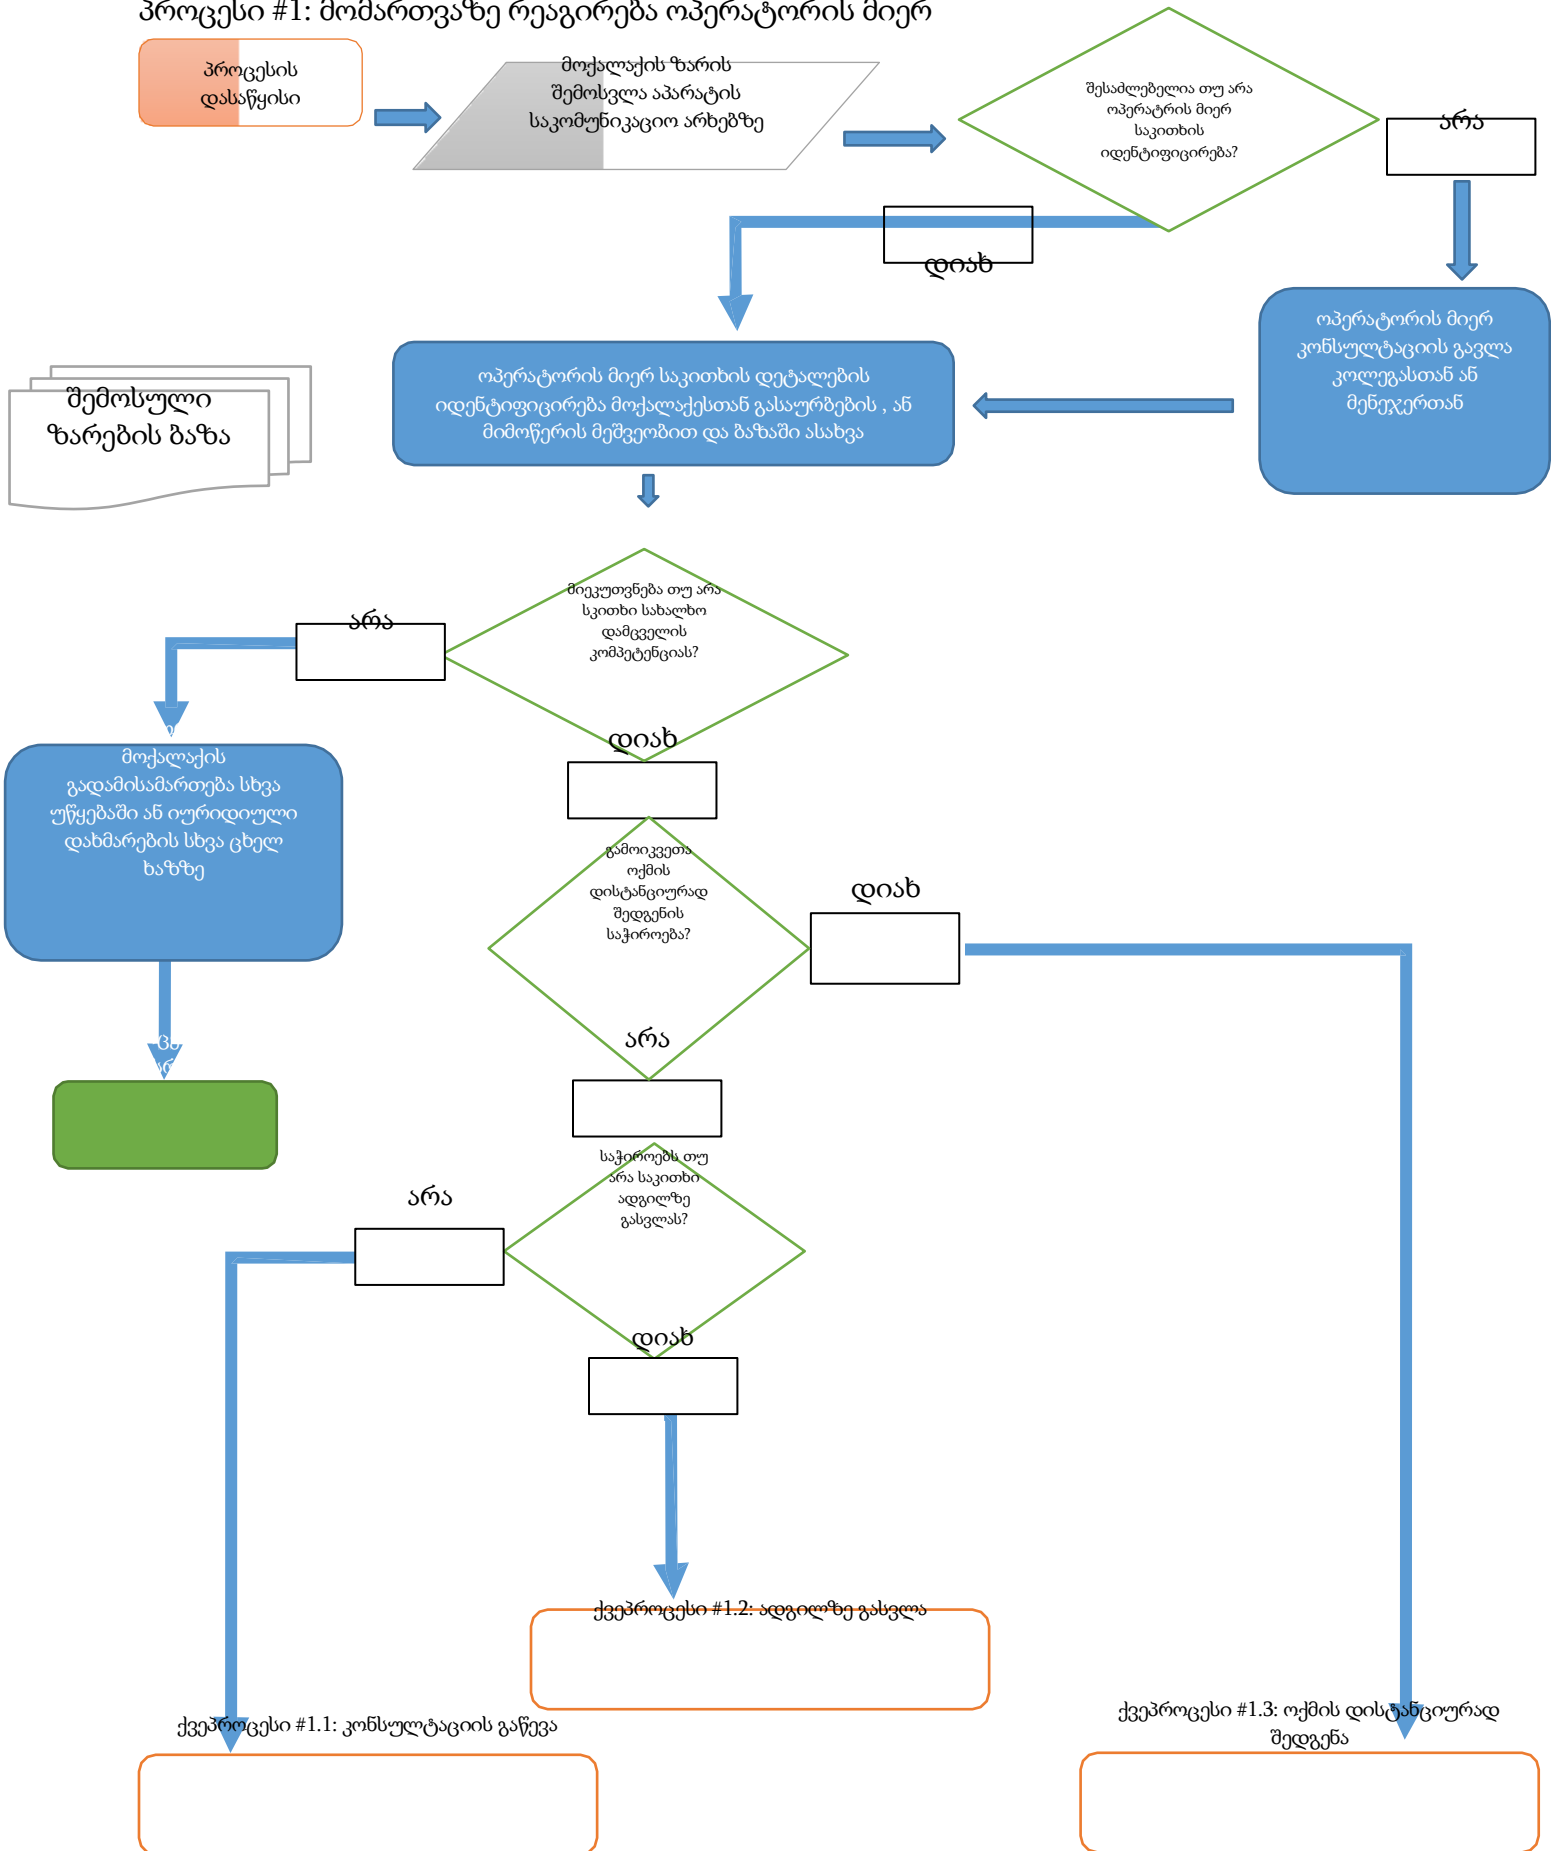 პროცესი #1: მომართვაზე რეაგირება ოპერატორის მიერ
პროცესის
დასაწყისი
მოქალაქის ზარის
შემოსვლა აპარატის
საკომუნიკაციო არხებზე
შესაძლებელია თუ არა
ოპერატრის მიერ
საკითხის
იდენტიფიცირება?
არა
დიახ
ოპერატორის მიერ
კონსულტაციის გავლა
კოლეგასთან ან
მენეჯერთან
ოპერატორის მიერ საკითხის დეტალების
იდენტიფიცირება მოქალაქესთან გასაურბების , ან
მიმოწერის მეშვეობით და ბაზაში ასახვა
შემოსული
ზარების ბაზა
მიეკუთვნება თუ არა
სკითხი სახალხო
დამცველის
კომპეტენციას?
არა
დიახ
მოქალაქის
გადამისამართება სხვა
უწყებაში ან იურიდიული
დახმარების სხვა ცხელ
ხაზზე
გამოიკვეთა
ოქმის
დისტანციურად
შედგენის
საჭიროება?
დიახ
არა
საჭიროებს თუ
არა საკითხი
ადგილზე
გასვლას?
არა
დიახ
ქვეპროცესი #1.2: ადგილზე გასვლა
ქვეპროცესი #1.1: კონსულტაციის გაწევა
ქვეპროცესი #1.3: ოქმის დისტანციურად
შედგენა